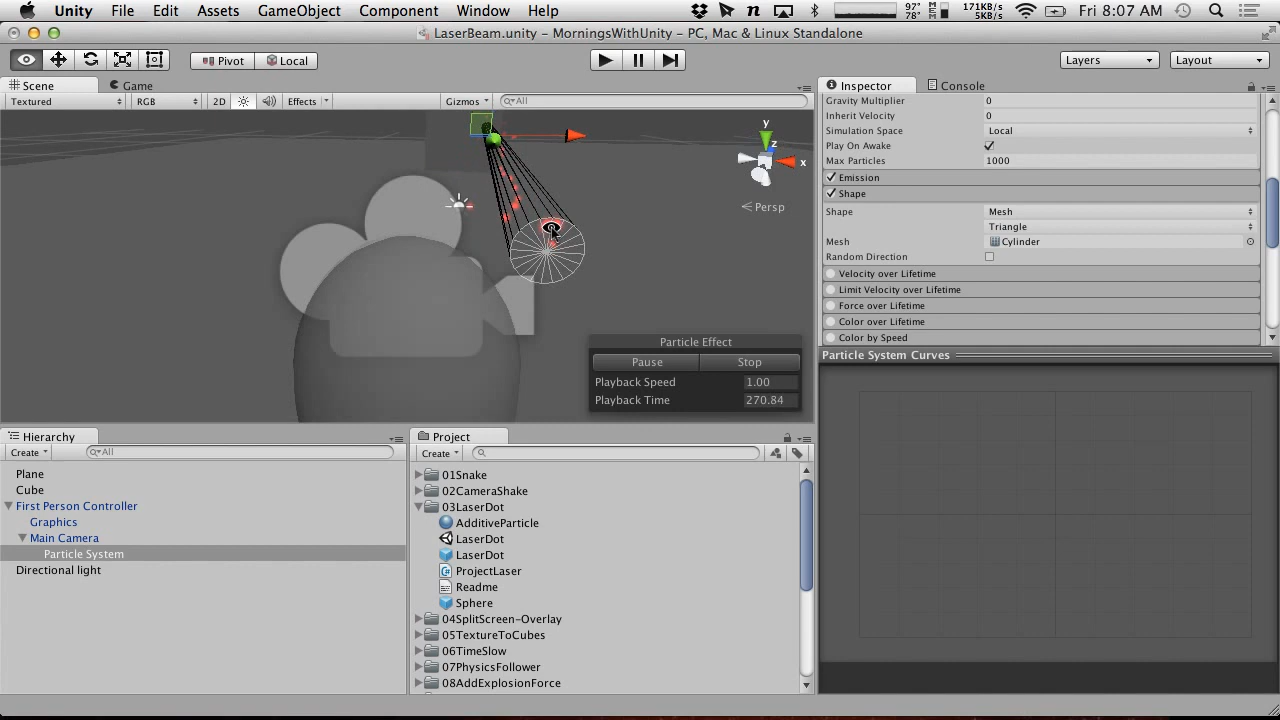 Unity File Edit Assets GameObject Component Window Help 97° 78° 171KB/S 5KB/S Fri 8:07 AM
LaserBeam.unity - MorningsWithUnity - PC, Mac & Linux Standalone
Pivot Local Layers Layout
Scene Game
Textured RGB 2D Effects Gizmos All
y
z
x
Persp
Particle Effect
Pause Stop
Playback Speed 1.00
Playback Time 270.84
Inspector Console
Gravity Multiplier 0
Inherit Velocity 0
Simulation Space Local
Play On Awake
Max Particles 1000
Emission
Shape
Shape Mesh
Triangle
Mesh Cylinder
Random Direction
Velocity over Lifetime
Limit Velocity over Lifetime
Force over Lifetime
Color over Lifetime
Color by Speed
Particle System Curves
Hierarchy
Create All
Plane
Cube
First Person Controller
Graphics
Main Camera
Particle System
Directional light
Project
Create
01Snake
02CameraShake
03LaserDot
AdditiveParticle
LaserDot
LaserDot
ProjectLaser
Readme
Sphere
04SplitScreen-Overlay
05TextureToCubes
06TimeSlow
07PhysicsFollower
08AddExplosionForce